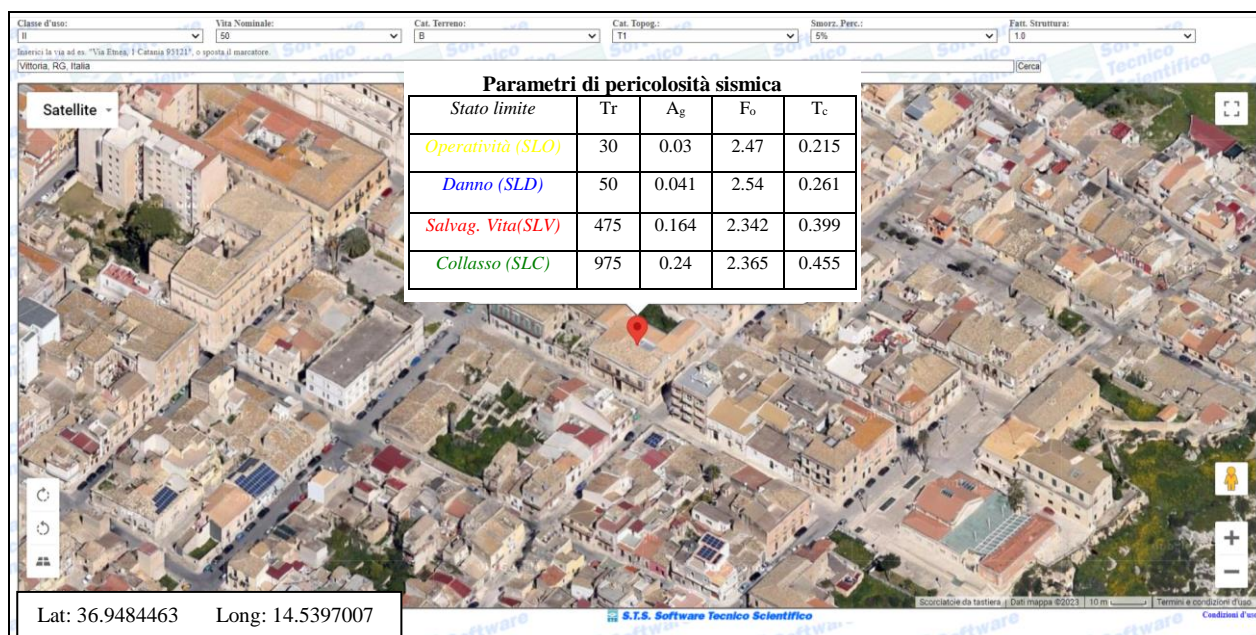 Classe d'uso: Vita Nominale: Cat. Terreno: Cat. Topog.: Smorz. Perc.: Fatt. Struttura:
II 50 B T1 5% 1.0
Inserici la via ad es. "Via Etnea, 1 Catania 95121", o sposta il marcatore.
Vittoria, RG, Italia Cerca
Satellite
Parametri di pericolosità sismica
Stato limite Tr Ag Fo Tc
Operatività (SLO) 30 0.03 2.47 0.215
Danno (SLD) 50 0.041 2.54 0.261
Salvag. Vita(SLV) 475 0.164 2.342 0.399
Collasso (SLC) 975 0.24 2.365 0.455
Scorciatoie da tastiera Dati mappa ©2023 10 m Termini e condizioni d'uso
Lat: 36.9484463 Long: 14.5397007
S.T.S. Software Tecnico Scientifico
Condizioni d'uso